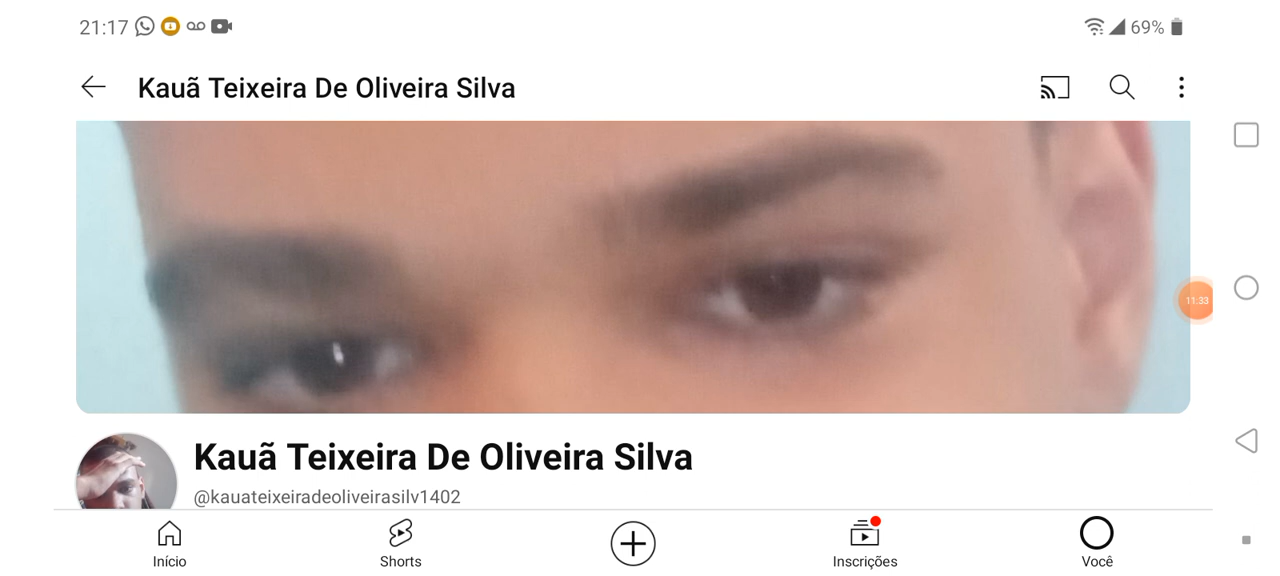 21:17 69%
Kauã Teixeira De Oliveira Silva
11:33
Kauã Teixeira De Oliveira Silva
@kauateixeiradeoliveirasilv1402
Início Shorts Inscrições Você